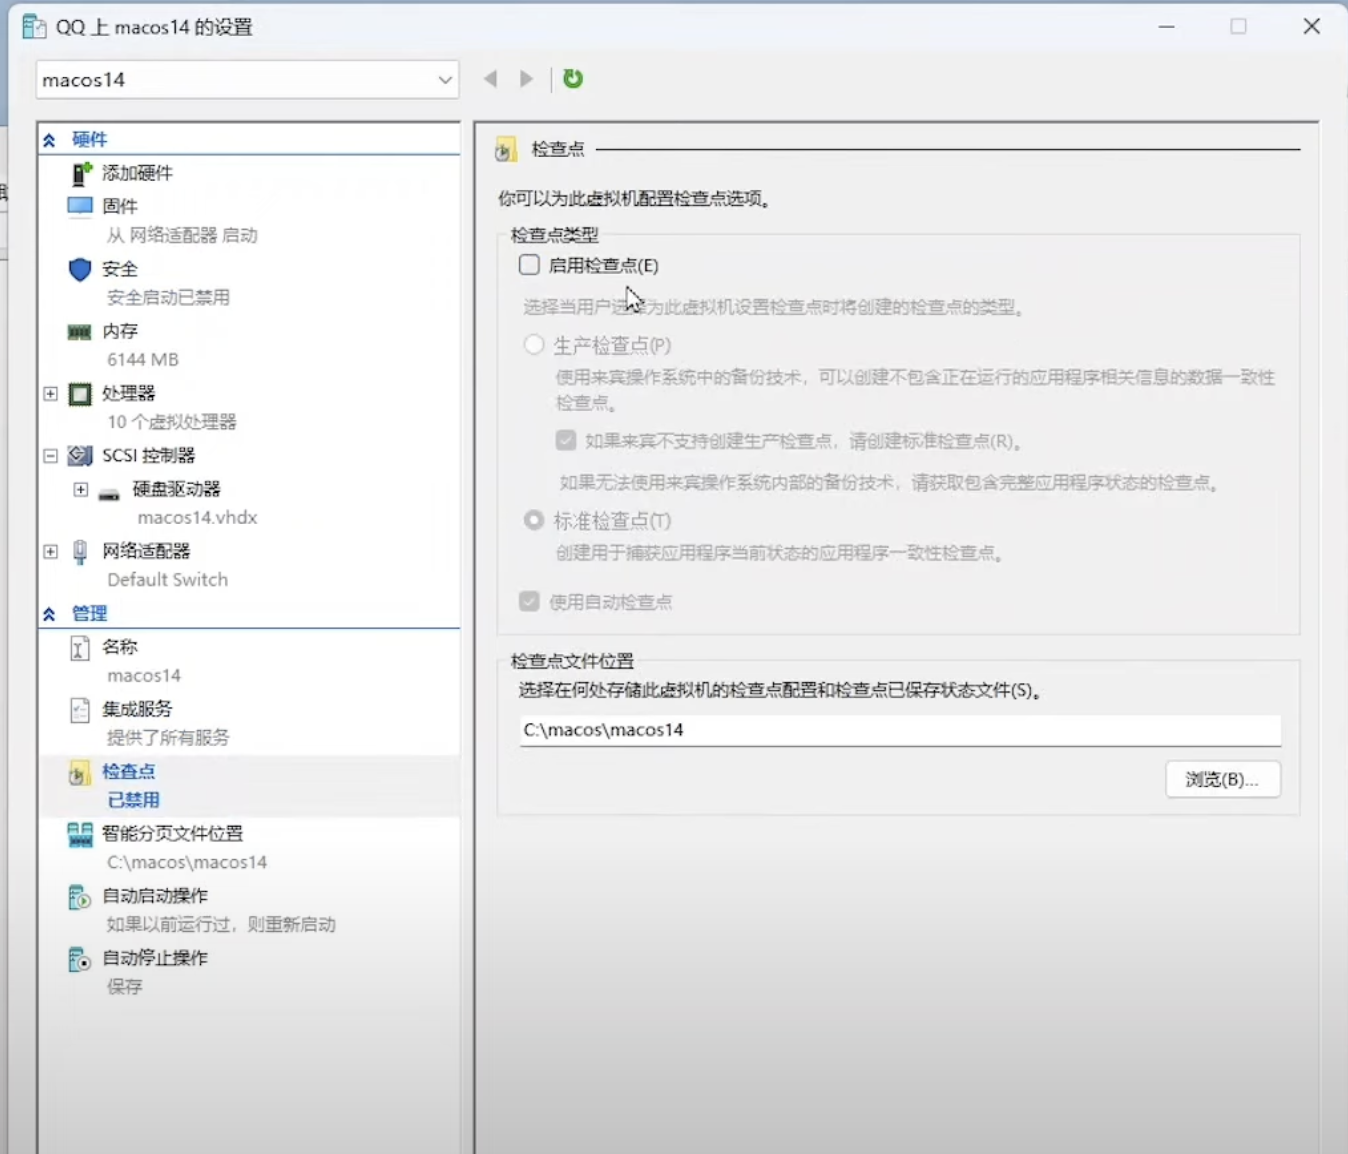 QQ 上 macos14 的设置
macos14
硬件
添加硬件
固件
从 网络适配器 启动
安全
安全启动已禁用
内存
6144 MB
处理器
10 个虚拟处理器
SCSI 控制器
硬盘驱动器
macos14.vhdx
网络适配器
Default Switch
管理
名称
macos14
集成服务
提供了所有服务
检查点
已禁用
智能分页文件位置
C:\macos\macos14
自动启动操作
如果以前运行过，则重新启动
自动停止操作
保存
检查点
你可以为此虚拟机配置检查点选项。
检查点类型
启用检查点(E)
选择当用户选择为此虚拟机设置检查点时将创建的检查点的类型。
生产检查点(P)
使用来宾操作系统中的备份技术，可以创建不包含正在运行的应用程序相关信息的数据一致性
检查点。
如果来宾不支持创建生产检查点，请创建标准检查点(R)。
如果无法使用来宾操作系统内部的备份技术，请获取包含完整应用程序状态的检查点。
标准检查点(T)
创建用于捕获应用程序当前状态的应用程序一致性检查点。
使用自动检查点
检查点文件位置
选择在何处存储此虚拟机的检查点配置和检查点已保存状态文件(S)。
C:\macos\macos14
浏览(B)...